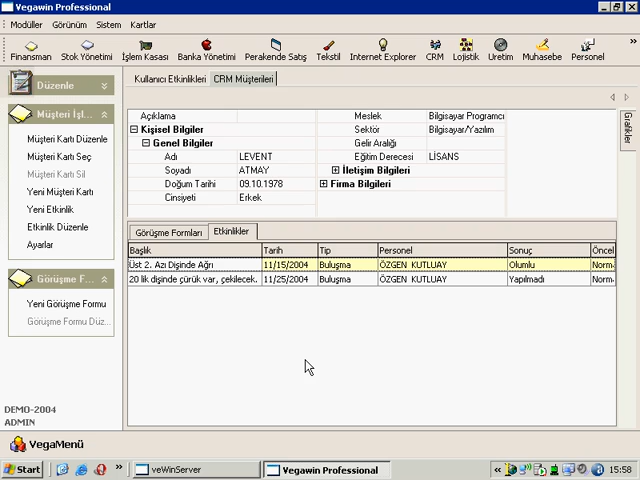 Vegawin Professional
Modüller Görünüm Sistem Kartlar
Finansman Stok Yönetimi İşlem Kasası Banka Yönetimi Perakende Satış Tekstil Internet Explorer CRM Lojistik Uretim Muhasebe Personel
Düzenle
Müşteri İşl...
Müşteri Kartı Düzenle
Müşteri Kartı Seç
Müşteri Kartı Sil
Yeni Müşteri Kartı
Yeni Etkinlik
Etkinlik Düzenle
Ayarlar
Görüşme F...
Yeni Görüşme Formu
Görüşme Formu Düz...
DEMO-2004
ADMIN
Kullanıcı Etkinlikleri CRM Müşterileri
Grafikler
Açıklama
Kişisel Bilgiler
Genel Bilgiler
Adı LEVENT
Soyadı ATMAY
Doğum Tarihi 09.10.1978
Cinsiyeti Erkek
Meslek Bilgisayar Programcı
Sektör Bilgisayar/Yazılım
Gelir Aralığı
Eğitim Derecesi LİSANS
İletişim Bilgileri
Firma Bilgileri
Görüşme Formları Etkinlikler
Başlık Tarih Tip Personel Sonuç Öncel
Üst 2. Azı Dişinde Ağrı 11/15/2004 Buluşma ÖZGEN KUTLUAY Olumlu Norm
20 lik dişinde çürük var, çekilecek. 11/25/2004 Buluşma ÖZGEN KUTLUAY Yapılmadı Norm
VegaMenü
Start veWinServer Vegawin Professional 15:58